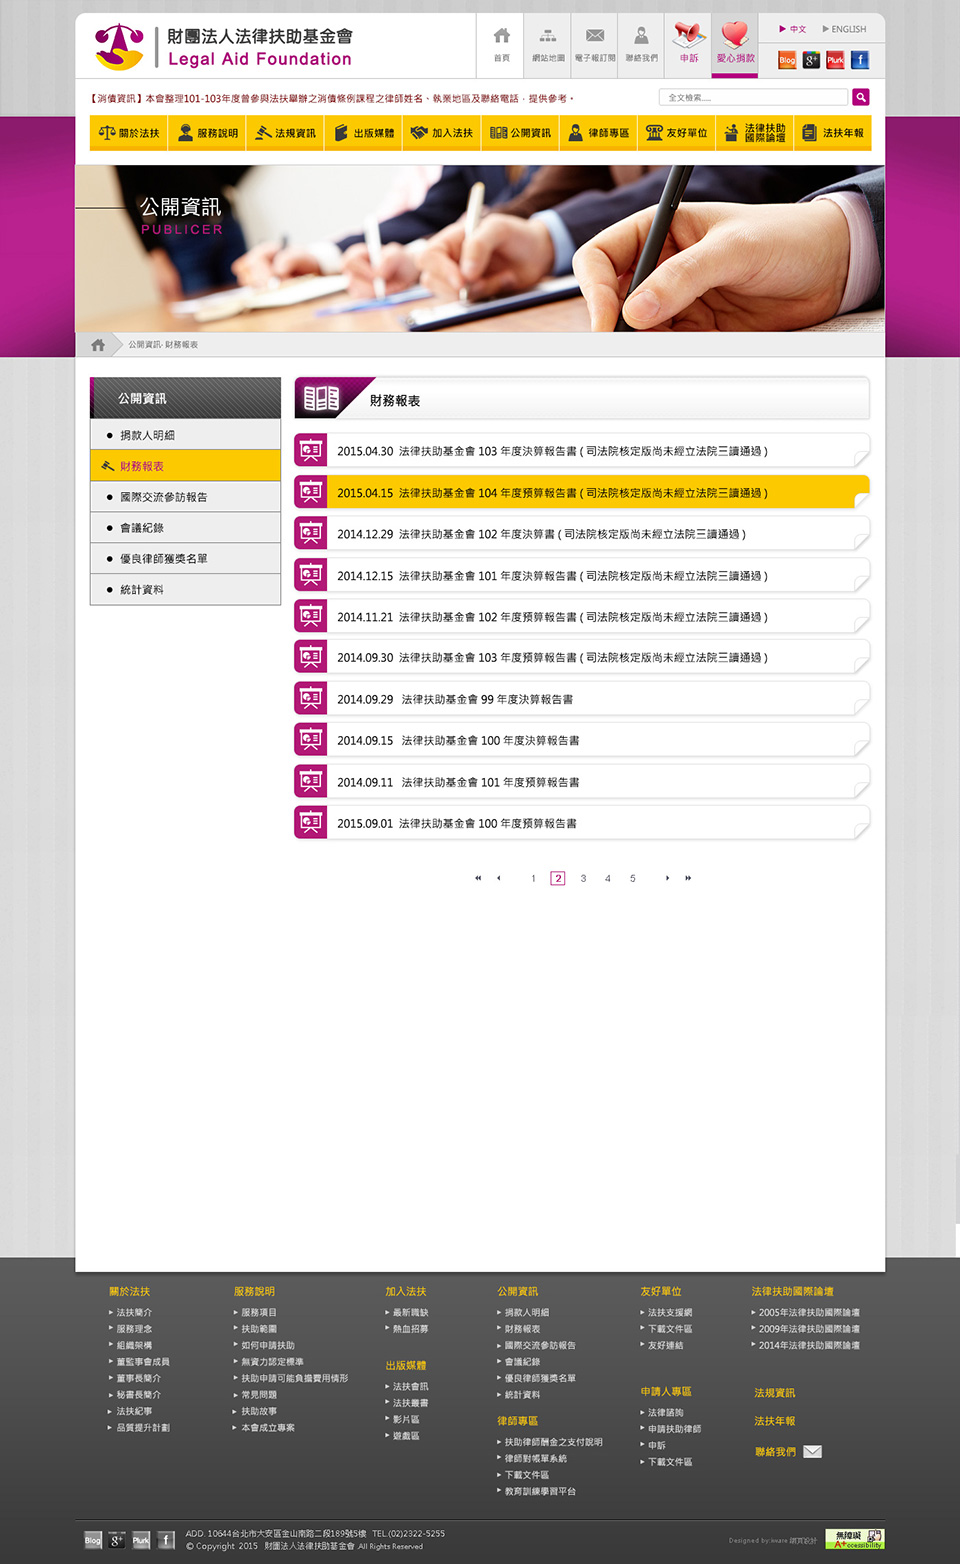 財團法人法律扶助基金會
Legal Aid Foundation
首頁
網站地圖
電子報訂閱
聯絡我們
申訴
愛心捐款
中文
ENGLISH
Blog
g+
Plurk
f
【消債資訊】本會整理101-103年度曾參與法扶舉辦之消債條例課程之律師姓名、執業地區及聯絡電話，提供參考。
全文檢索.....
關於法扶
服務說明
法規資訊
出版媒體
加入法扶
公開資訊
律師專區
友好單位
法律扶助
國際論壇
法扶年報
公開資訊
PUBLICER
公開資訊- 財務報表
公開資訊
捐款人明細
財務報表
國際交流參訪報告
會議紀錄
優良律師獲獎名單
統計資料
財務報表
2015.04.30 法律扶助基金會 103 年度決算報告書 ( 司法院核定版尚未經立法院三讀通過 )
2015.04.15 法律扶助基金會 104 年度預算報告書 ( 司法院核定版尚未經立法院三讀通過 )
2014.12.29 法律扶助基金會 102 年度決算書 ( 司法院核定版尚未經立法院三讀通過 )
2014.12.15 法律扶助基金會 101 年度決算報告書 ( 司法院核定版尚未經立法院三讀通過 )
2014.11.21 法律扶助基金會 102 年度預算報告書 ( 司法院核定版尚未經立法院三讀通過 )
2014.09.30 法律扶助基金會 103 年度預算報告書 ( 司法院核定版尚未經立法院三讀通過 )
2014.09.29 法律扶助基金會 99 年度決算報告書
2014.09.15 法律扶助基金會 100 年度決算報告書
2014.09.11 法律扶助基金會 101 年度預算報告書
2015.09.01 法律扶助基金會 100 年度預算報告書
1 2 3 4 5
關於法扶
法扶簡介
服務理念
組織架構
董監事會成員
董事長簡介
秘書長簡介
法扶紀事
品質提升計劃
服務說明
服務項目
扶助範圍
如何申請扶助
無資力認定標準
扶助申請可能負擔費用情形
常見問題
扶助故事
本會成立專案
加入法扶
最新職缺
熱血招募
出版媒體
法扶會訊
法扶叢書
影片區
遊戲區
公開資訊
捐款人明細
財務報表
國際交流參訪報告
會議紀錄
優良律師獲獎名單
統計資料
律師專區
扶助律師酬金之支付說明
律師對帳單系統
下載文件區
教育訓練學習平台
友好單位
法扶支援網
下載文件區
友好連結
申請人專區
法律諮詢
申請扶助律師
申訴
下載文件區
法律扶助國際論壇
2005年法律扶助國際論壇
2009年法律扶助國際論壇
2014年法律扶助國際論壇
法規資訊
法扶年報
聯絡我們
Blog
g+
Plurk
f
ADD. 10644台北市大安區金山南路二段189號5樓 TEL.(02)2322-5255
© Copyright 2015 財團法人法律扶助基金會 .All Rights Reserved
無障礙
A+ccessibility